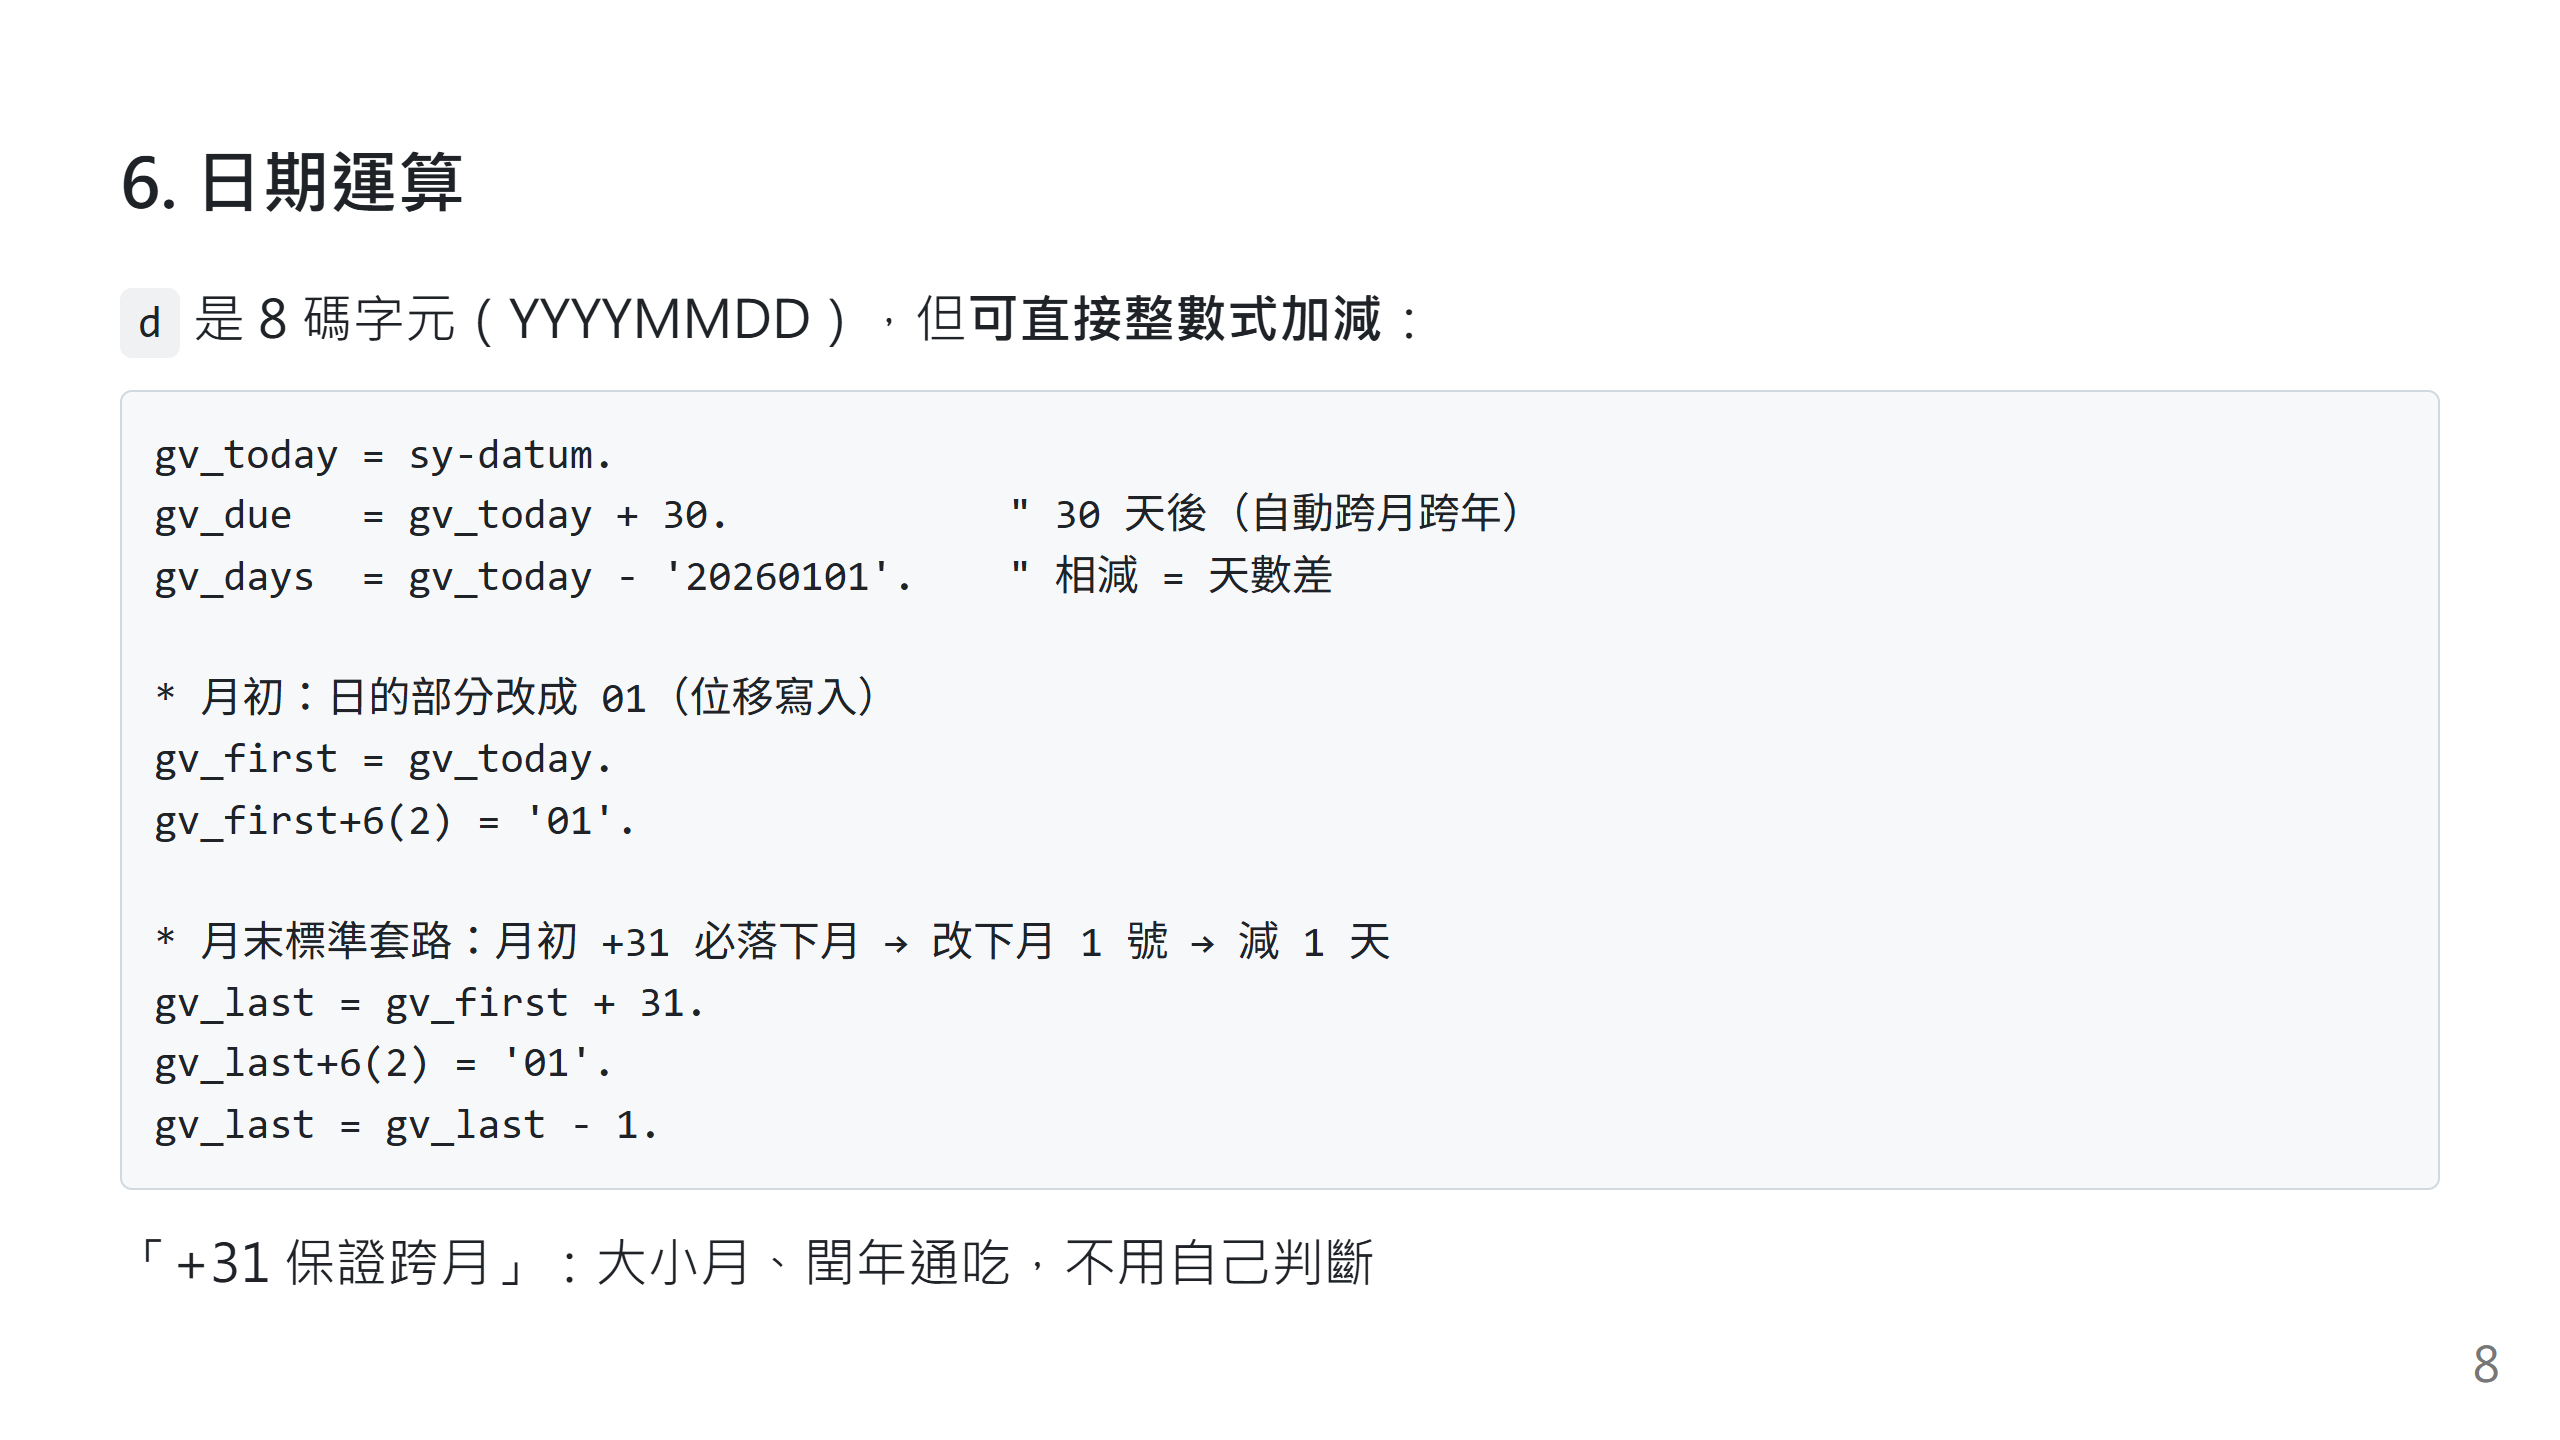 6. 日期運算
d 是 8 碼字元（YYYYMMDD），但可直接整數式加減：
gv_today = sy-datum.
gv_due   = gv_today + 30.            " 30 天後（自動跨月跨年）
gv_days  = gv_today - '20260101'.    " 相減 = 天數差
* 月初：日的部分改成 01（位移寫入）
gv_first = gv_today.
gv_first+6(2) = '01'.
* 月末標準套路：月初 +31 必落下月 → 改下月 1 號 → 減 1 天
gv_last = gv_first + 31.
gv_last+6(2) = '01'.
gv_last = gv_last - 1.
「+31 保證跨月」：大小月、閏年通吃，不用自己判斷
8